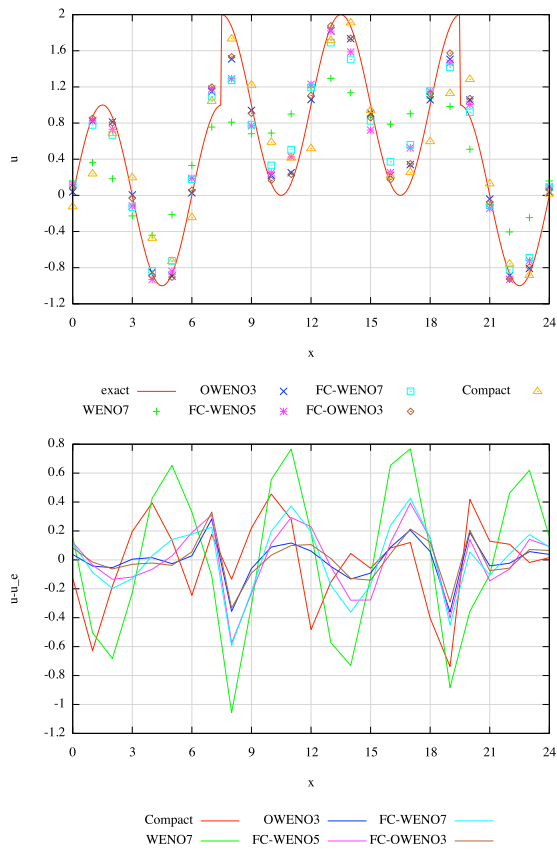 2
1.6
1.2
0.8
0.4
0
-0.4
-0.8
-1.2
u
0 3 6 9 12 15 18 21 24
x
exact OWENO3 FC-WENO7 Compact
WENO7 FC-WENO5 FC-OWENO3
0.8
0.6
0.4
0.2
0
-0.2
-0.4
-0.6
-0.8
-1
-1.2
u-u_e
0 3 6 9 12 15 18 21 24
x
Compact OWENO3 FC-WENO7
WENO7 FC-WENO5 FC-OWENO3